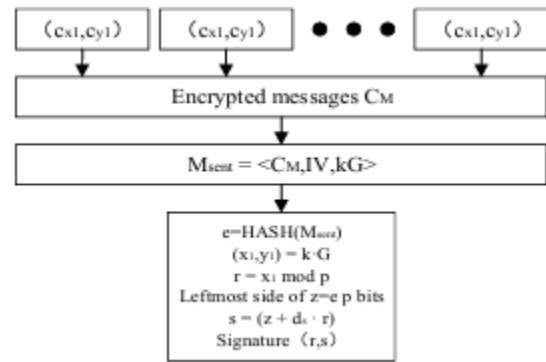 (cx1,cy1) (cx1,cy1) ● ● ● (cx1,cy1)
Encrypted messages CM
Msent = <CM,IV,kG>
e=HASH(Msent)
(x1,y1) = k·G
r = x1 mod p
Leftmost side of z=e p bits
s = (z + ds · r)
Signature (r,s)